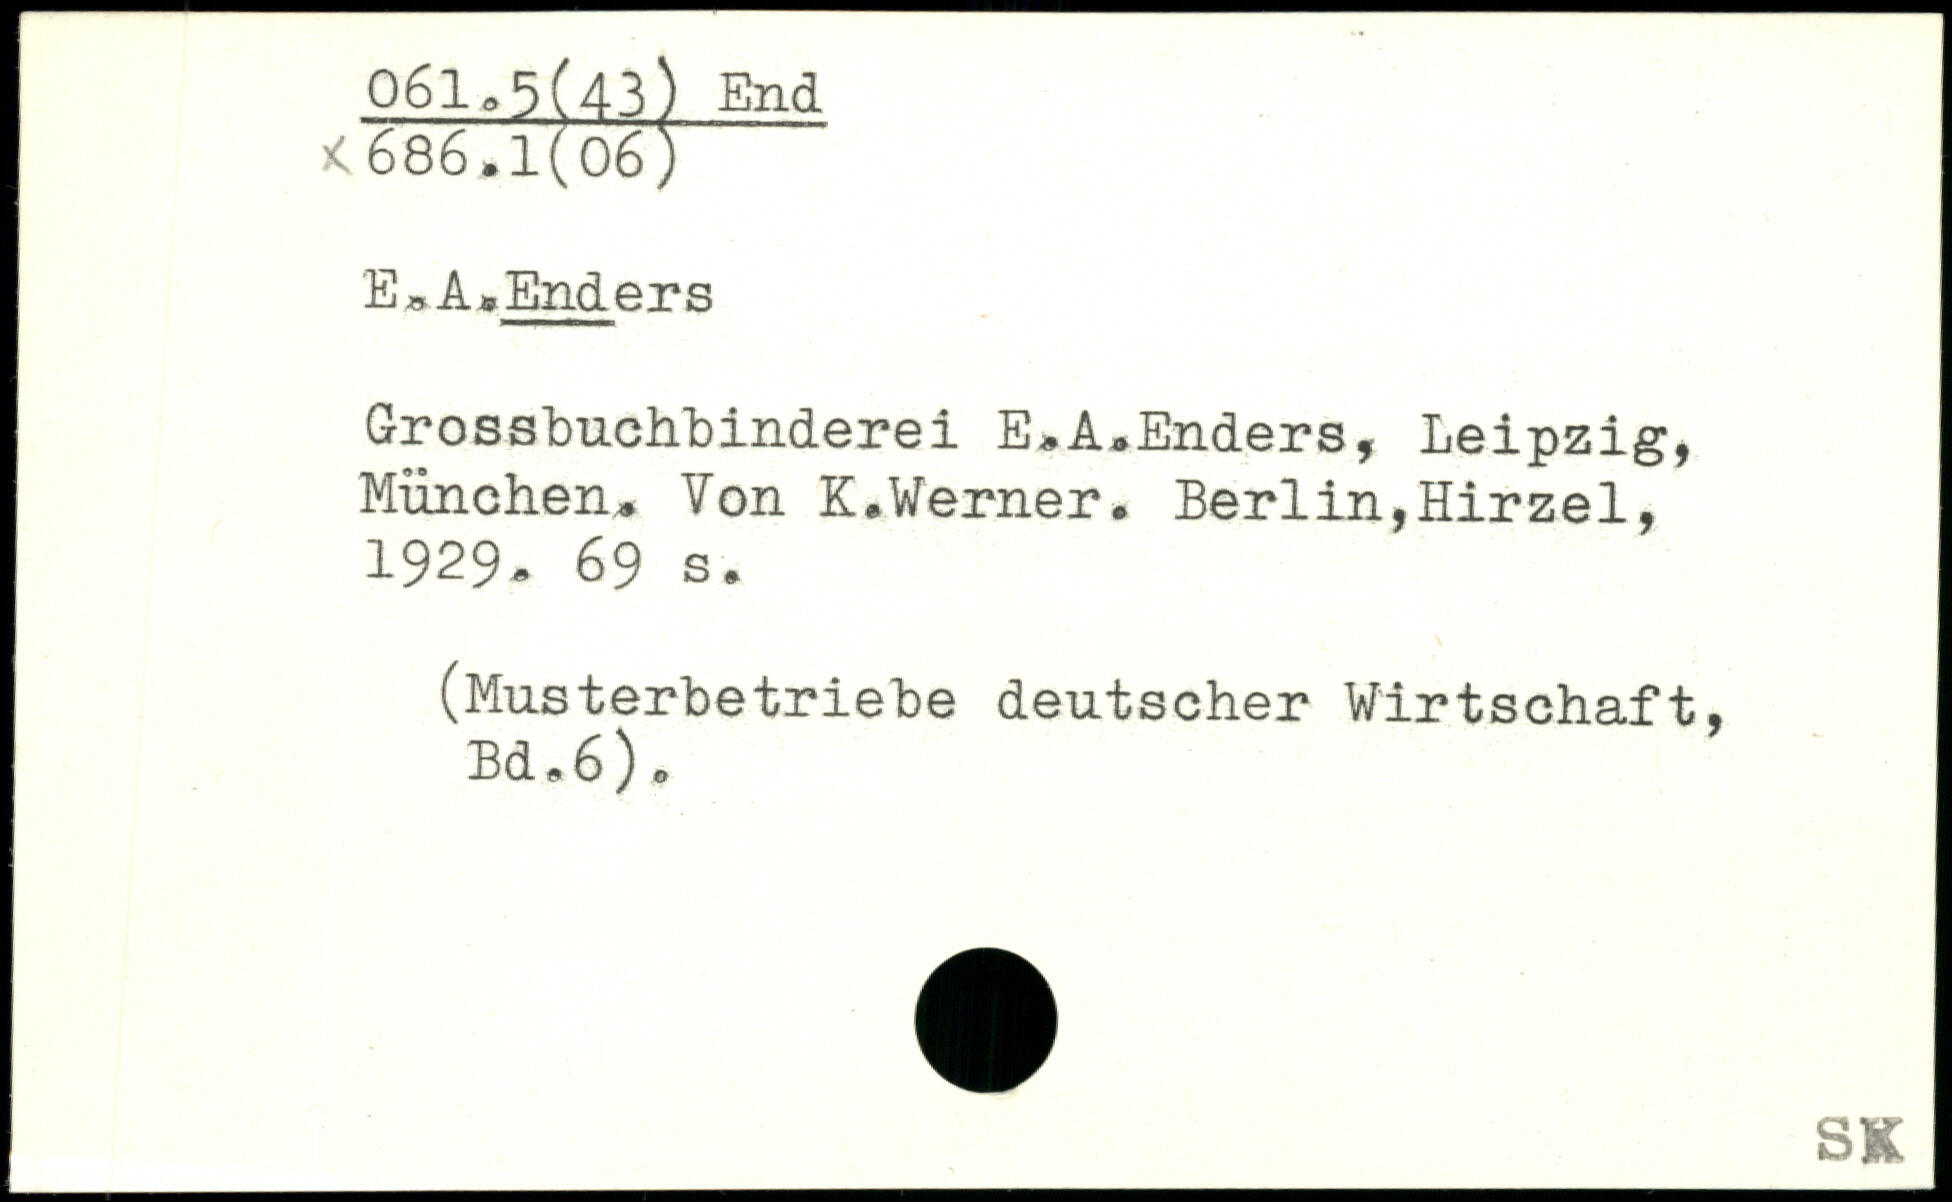 061.5(43) End
x 686.1(06)
E.A.Enders
Grossbuchbinderei E.A.Enders, Leipzig,
München. Von K.Werner. Berlin,Hirzel,
1929. 69 s.
(Musterbetriebe deutscher Wirtschaft,
Bd.6).
SK